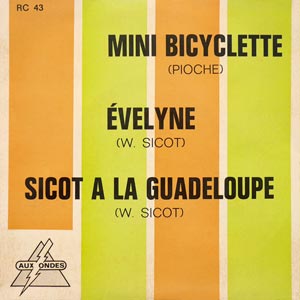 RC 43
MINI BICYCLETTE
(PIOCHE)
ÉVELYNE
(W. SICOT)
SICOT A LA GUADELOUPE
(W. SICOT)
AUX ONDES